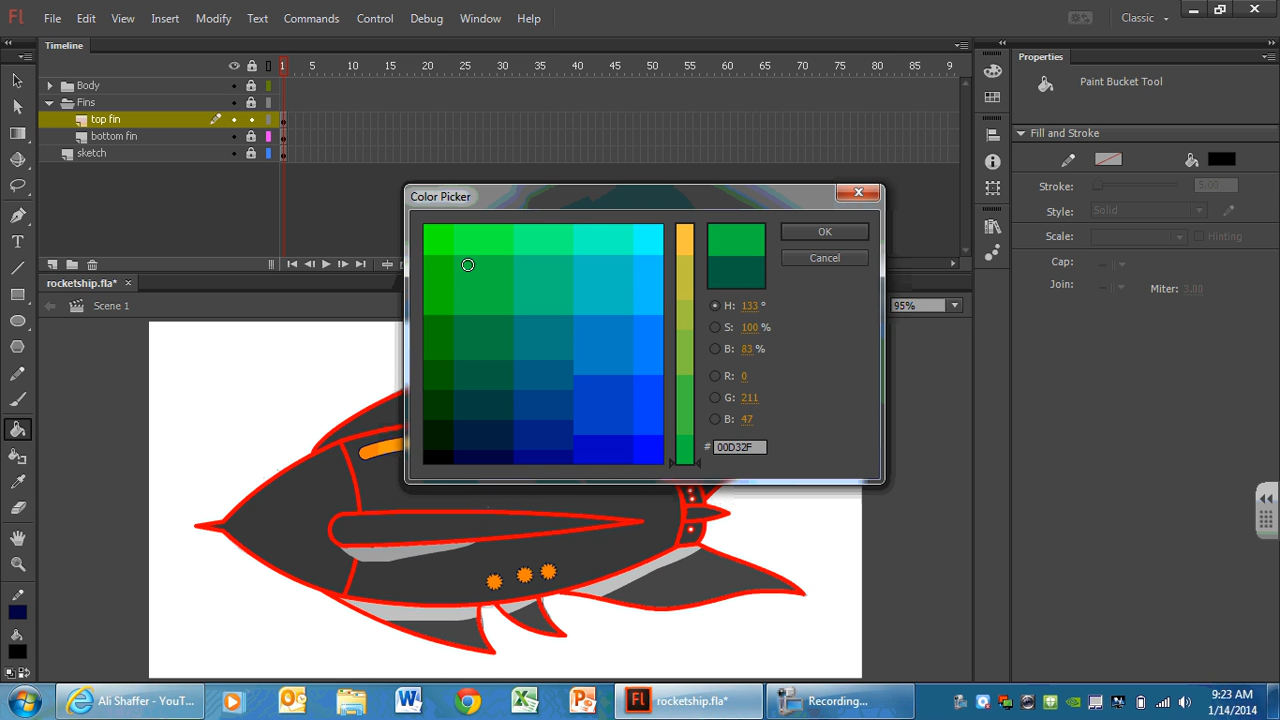 Fl File Edit View Insert Modify Text Commands Control Debug Window Help Classic
Timeline
Properties
1 10 15 20 25 30 35 40 45 50 55 60 65 70 75 80 85 9
Paint Bucket Tool
Body
Fins
top fin
bottom fin
sketch
Fill and Stroke
Stroke: 5.00
Style: Solid
Scale: Hinting
Cap:
Join: Miter: 3.00
Color Picker
OK
Cancel
H: 133 °
S: 100 %
B: 83 %
R: 0
G: 211
B: 47
# 00D32F
rocketship.fla*
Scene 1
95%
Ali Shaffer - YouT...
rocketship.fla*
Recording...
9:23 AM
1/14/2014